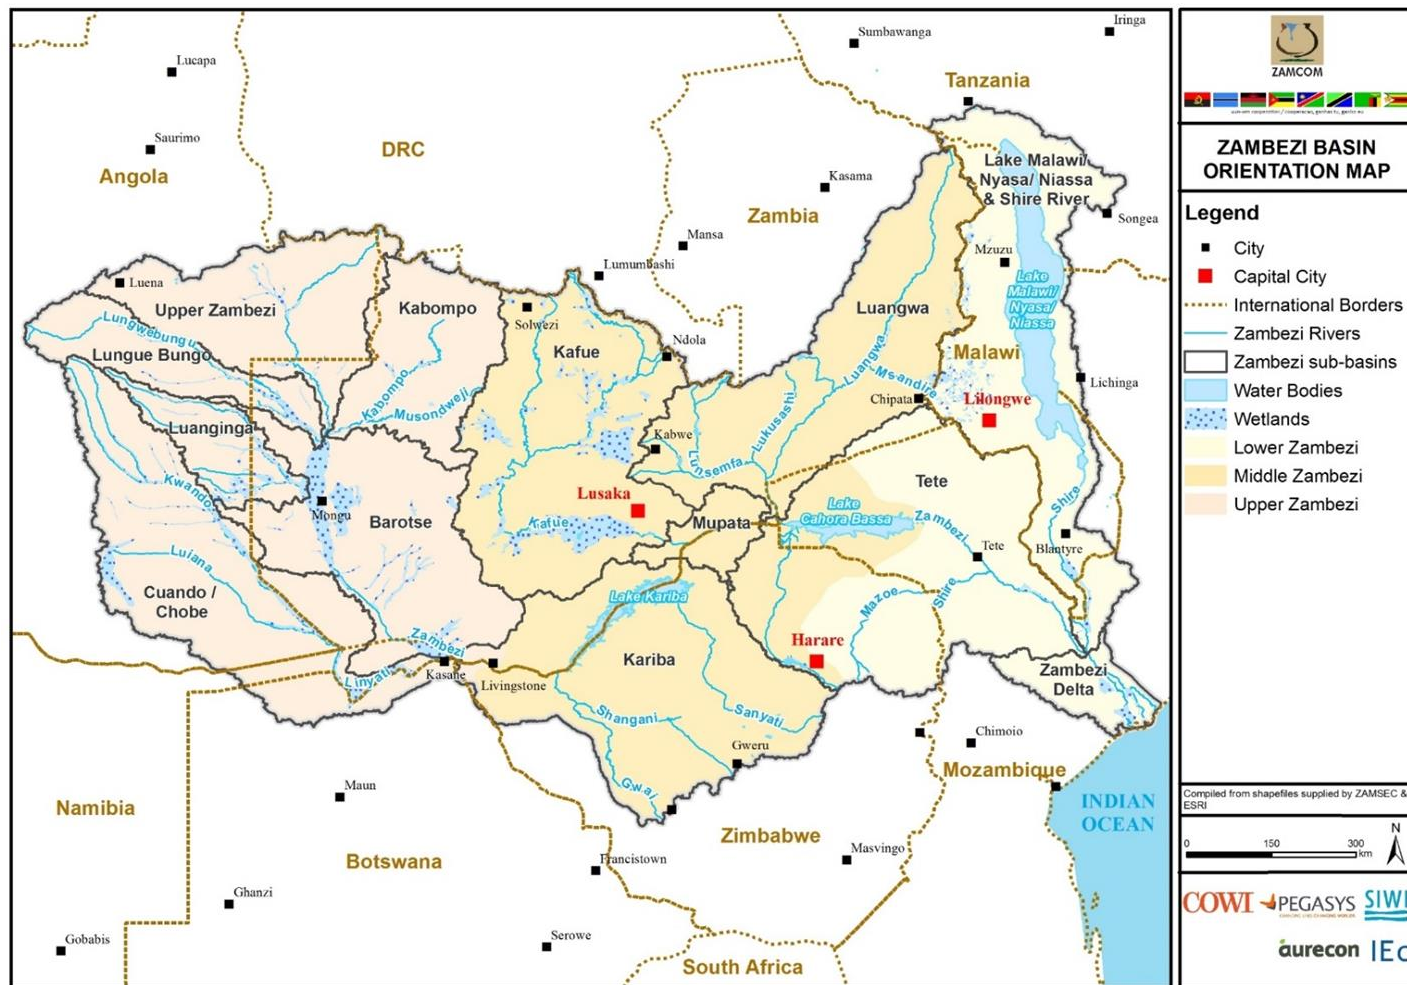 Iringa
Sumbawanga
Lucapa
Tanzania
Saurimo
DRC
Angola
Lake Malawi/
Nyasa/ Niassa
& Shire River
Kasama
Zambia
Songea
Mansa
Mzuzu
Lumumbashi
Luena
Lake
Malawi/
Nyasa/
Niassa
Upper Zambezi
Kabompo
Luangwa
Lungwebungu
Solwezi
Ndola
Kafue
Lungue Bungo
Malawi
Luangwa
Msandire
Kabompo
Musondweji
Lichinga
Chipata
Lilongwe
Lukusashi
Luanginga
Kabwe
Lunsemfa
Kwando
Lusaka
Tete
Lake
Cahora Bassa
Mongu
Barotse
Kafue
Mupata
Zambezi
Shire
Luiana
Tete
Blantyre
Cuando /
Chobe
Lake Kariba
Mazoe
Shire
Zambezi
Harare
Kariba
Linyati
Kasane
Livingstone
Zambezi
Delta
Shangani
Sanyati
Chimoio
Gweru
Gwai
Mozambique
Maun
Namibia
INDIAN
OCEAN
Zimbabwe
Botswana
Francistown
Masvingo
Ghanzi
Gobabis
Serowe
South Africa
ZAMCOM
ZAMBEZI BASIN
ORIENTATION MAP
Legend
City
Capital City
International Borders
Zambezi Rivers
Zambezi sub-basins
Water Bodies
Wetlands
Lower Zambezi
Middle Zambezi
Upper Zambezi
Compiled from shapefiles supplied by ZAMSEC &
ESRI
N
0 150 300
km
COWI PEGASYS SIWI
aurecon IEc